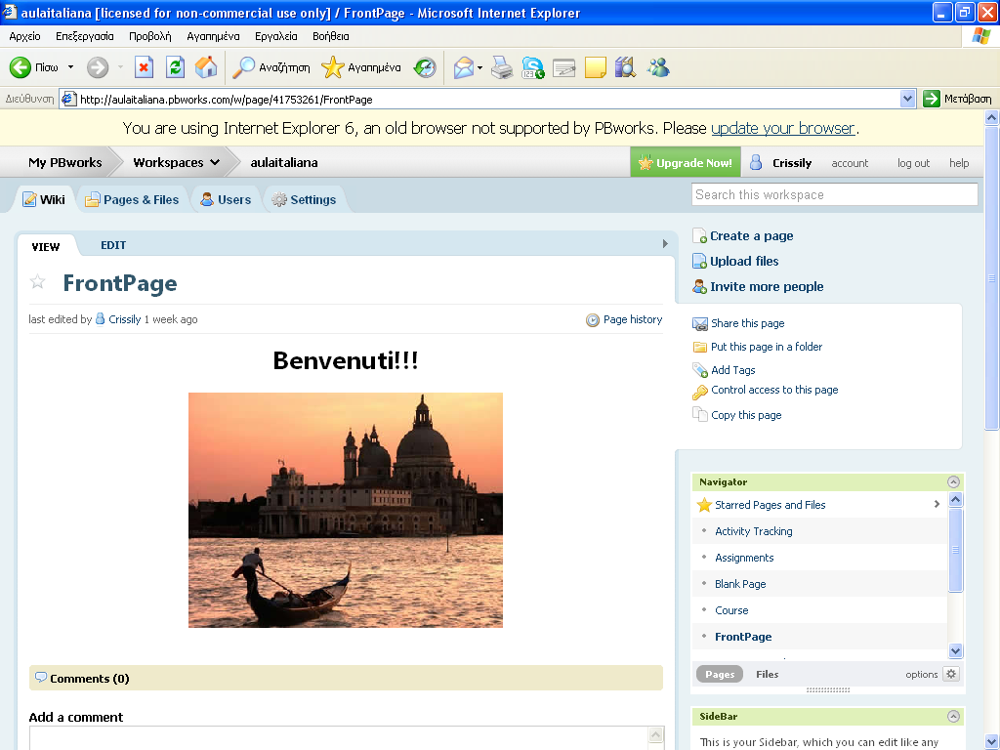 aulaitaliana [licensed for non-commercial use only] / FrontPage - Microsoft Internet Explorer
Αρχείο Επεξεργασία Προβολή Αγαπημένα Εργαλεία Βοήθεια
Πίσω Αναζήτηση Αγαπημένα
Διεύθυνση http://aulaitaliana.pbworks.com/w/page/41753261/FrontPage Μετάβαση
You are using Internet Explorer 6, an old browser not supported by PBworks. Please update your browser.
My PBworks Workspaces aulaitaliana Upgrade Now! Crissily account log out help
Wiki Pages & Files Users Settings Search this workspace
VIEW EDIT
FrontPage
last edited by Crissily 1 week ago Page history
Benvenuti!!!
Comments (0)
Add a comment
Create a page
Upload files
Invite more people
Share this page
Put this page in a folder
Add Tags
Control access to this page
Copy this page
Navigator
Starred Pages and Files
Activity Tracking
Assignments
Blank Page
Course
FrontPage
Pages Files options
SideBar
This is your Sidebar, which you can edit like any